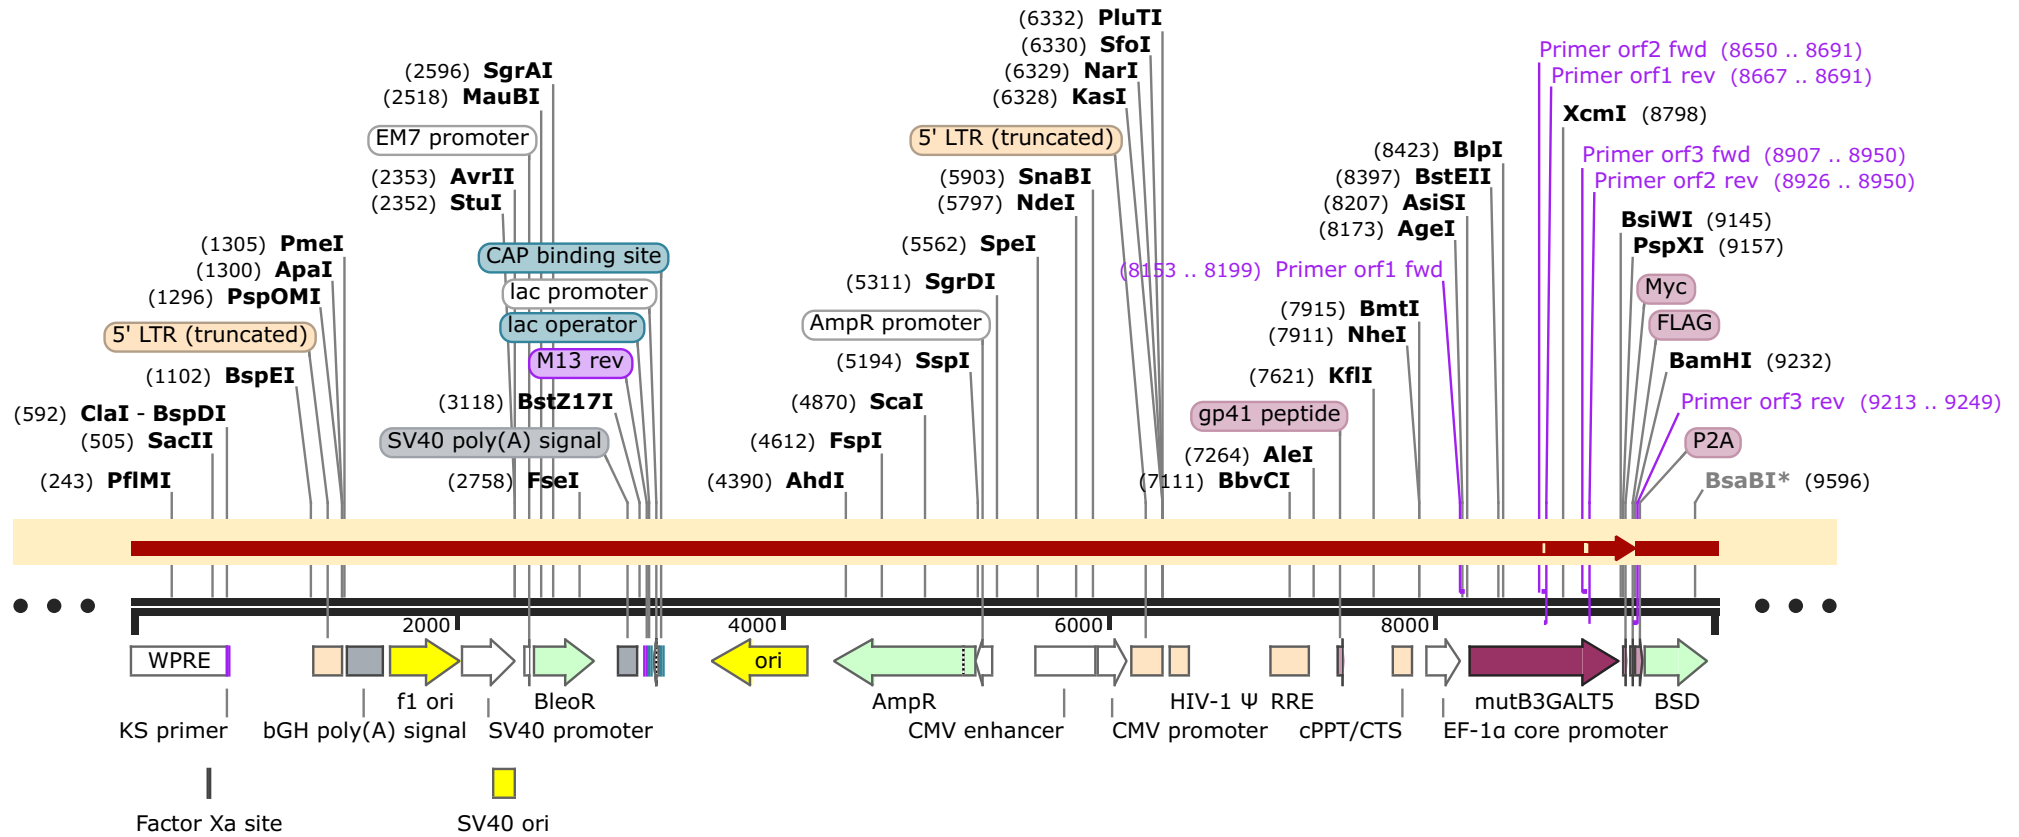 (6332) PluTI
(6330) SfoI
Primer orf2 fwd (8650 .. 8691)
(2596) SgrAI
(6329) NarI
Primer orf1 rev (8667 .. 8691)
(2518) MauBI
(6328) KasI
XcmI (8798)
EM7 promoter
5' LTR (truncated)
(8423) BlpI
Primer orf3 fwd (8907 .. 8950)
(2353) AvrII
(5903) SnaBI
(8397) BstEII
Primer orf2 rev (8926 .. 8950)
(2352) StuI
(5797) NdeI
(8207) AsiSI
BsiWI (9145)
(8173) AgeI
(1305) PmeI
CAP binding site
(5562) SpeI
PspXI (9157)
(1300) ApaI
(8153 .. 8199) Primer orf1 fwd
(1296) PspOMI
lac promoter
(5311) SgrDI
Myc
5' LTR (truncated)
lac operator
AmpR promoter
(7915) BmtI
FLAG
(7911) NheI
M13 rev
(5194) SspI
BamHI (9232)
(1102) BspEI
(7621) KflI
(592) ClaI - BspDI
(3118) BstZ17I
(4870) ScaI
gp41 peptide
Primer orf3 rev (9213 .. 9249)
(505) SacII
SV40 poly(A) signal
(4612) FspI
P2A
(7264) AleI
(243) PflMI
(2758) FseI
(4390) AhdI
(7111) BbvCI
BsaBI* (9596)
2000
4000
6000
8000
WPRE
ori
f1 ori
BleoR
AmpR
HIV-1 Ψ
RRE
mutB3GALT5
BSD
KS primer
bGH poly(A) signal
SV40 promoter
CMV enhancer
CMV promoter
cPPT/CTS
EF-1α core promoter
Factor Xa site
SV40 ori